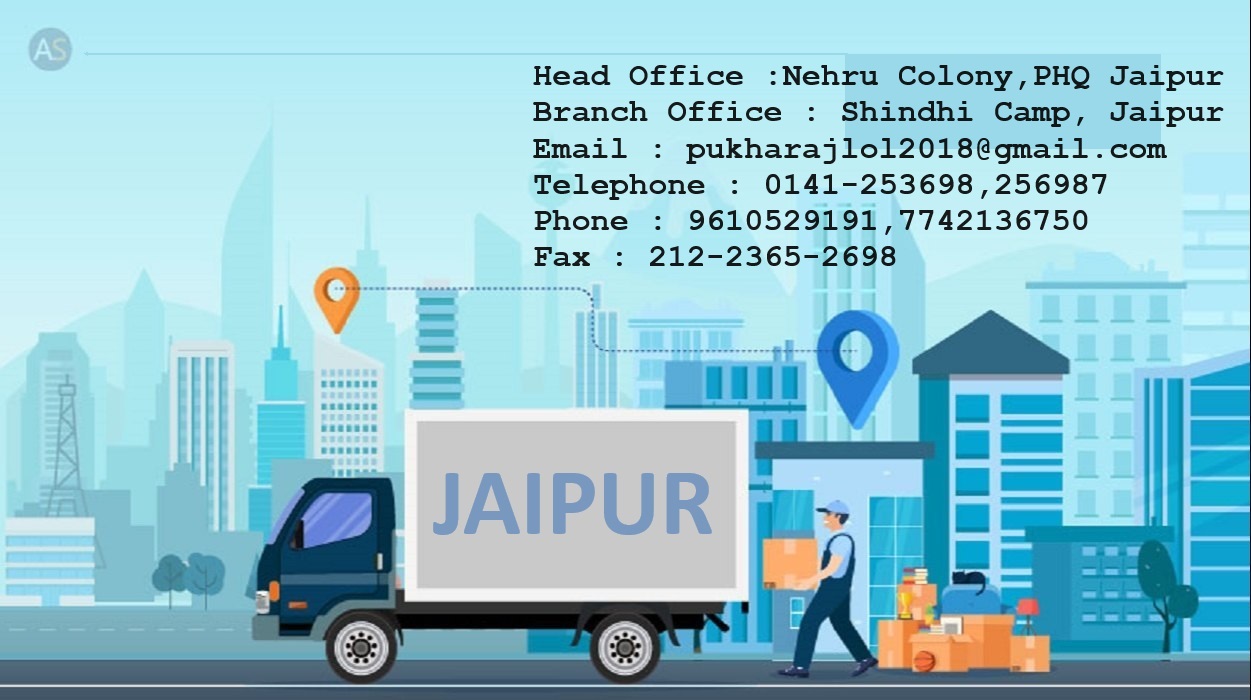 AS
Head Office :Nehru Colony,PHQ Jaipur
Branch Office : Shindhi Camp, Jaipur
Email : pukharajlol2018@gmail.com
Telephone : 0141-253698,256987
Phone : 9610529191,7742136750
Fax : 212-2365-2698
JAIPUR